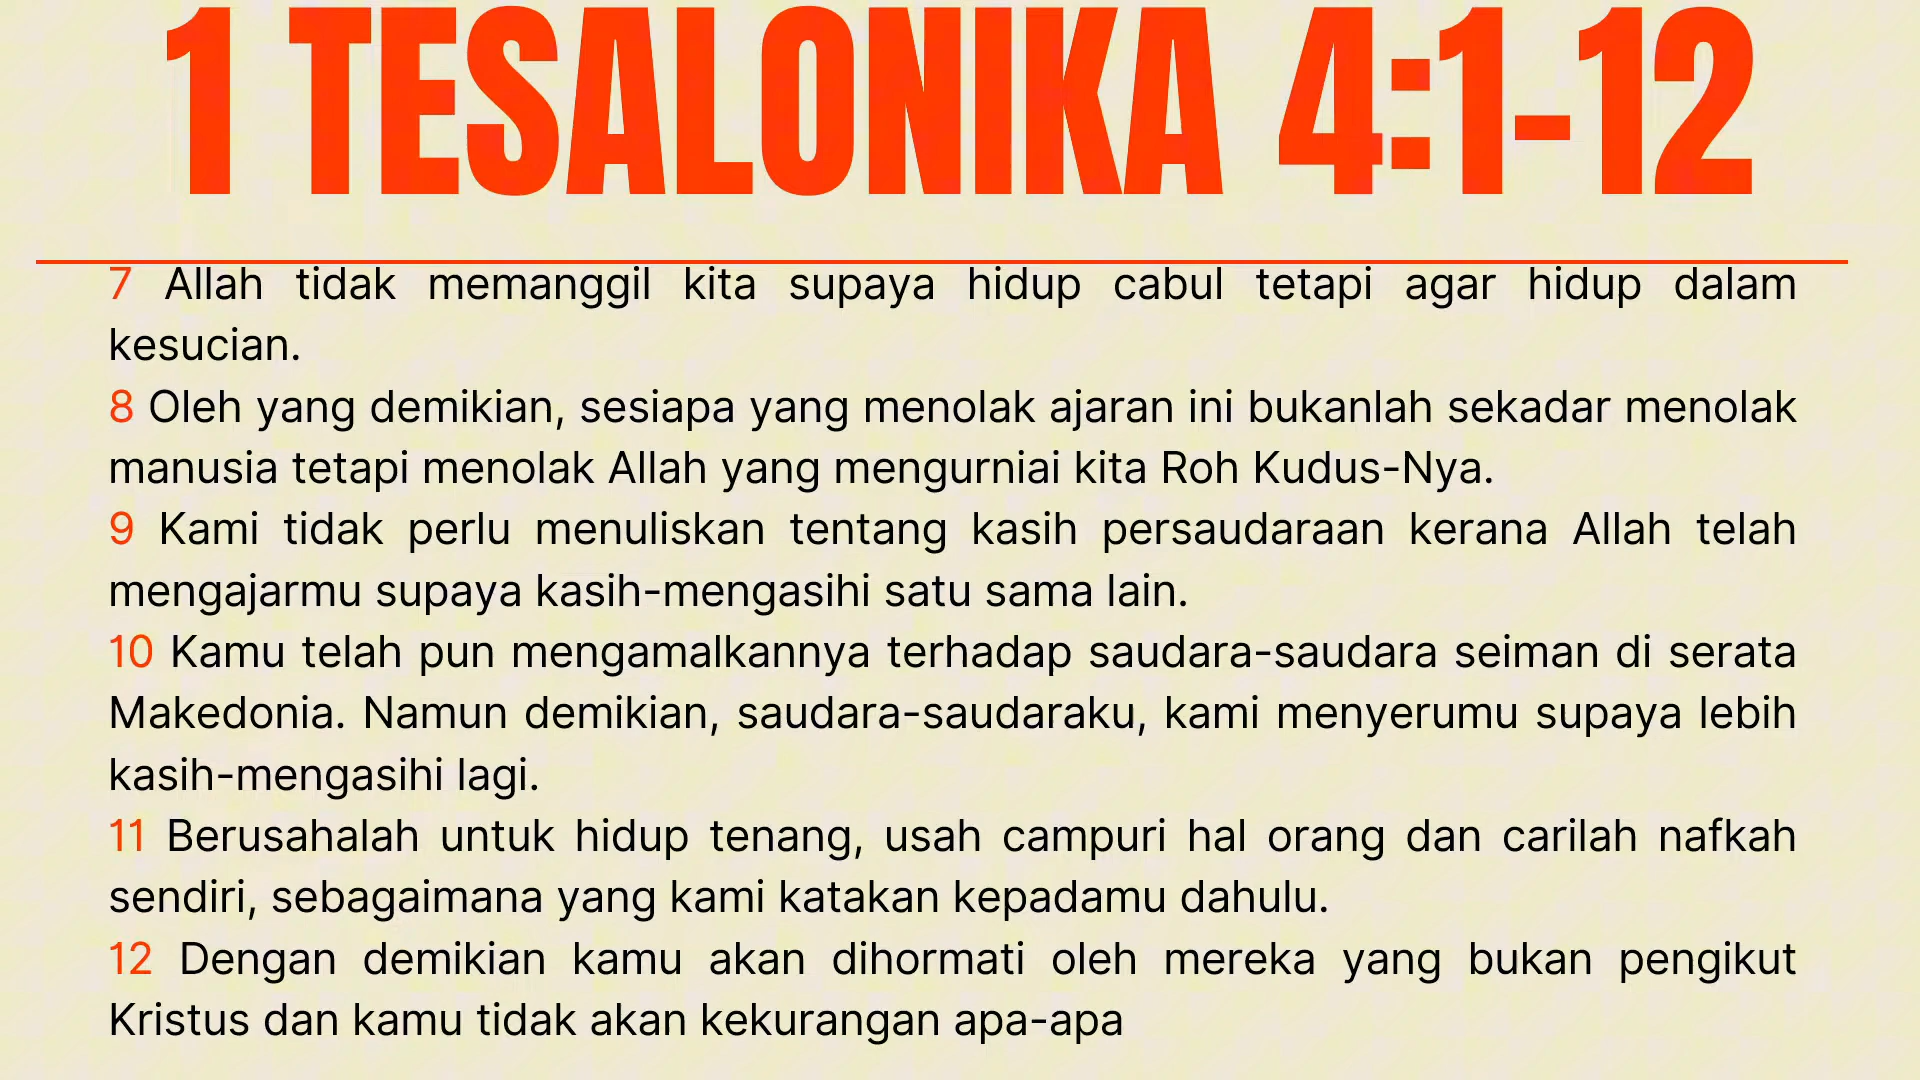 1 TESALONIKA 4:1-12
7 Allah tidak memanggil kita supaya hidup cabul tetapi agar hidup dalam
kesucian.
8 Oleh yang demikian, sesiapa yang menolak ajaran ini bukanlah sekadar menolak
manusia tetapi menolak Allah yang mengurniai kita Roh Kudus-Nya.
9 Kami tidak perlu menuliskan tentang kasih persaudaraan kerana Allah telah
mengajarmu supaya kasih-mengasihi satu sama lain.
10 Kamu telah pun mengamalkannya terhadap saudara-saudara seiman di serata
Makedonia. Namun demikian, saudara-saudaraku, kami menyerumu supaya lebih
kasih-mengasihi lagi.
11 Berusahalah untuk hidup tenang, usah campuri hal orang dan carilah nafkah
sendiri, sebagaimana yang kami katakan kepadamu dahulu.
12 Dengan demikian kamu akan dihormati oleh mereka yang bukan pengikut
Kristus dan kamu tidak akan kekurangan apa-apa